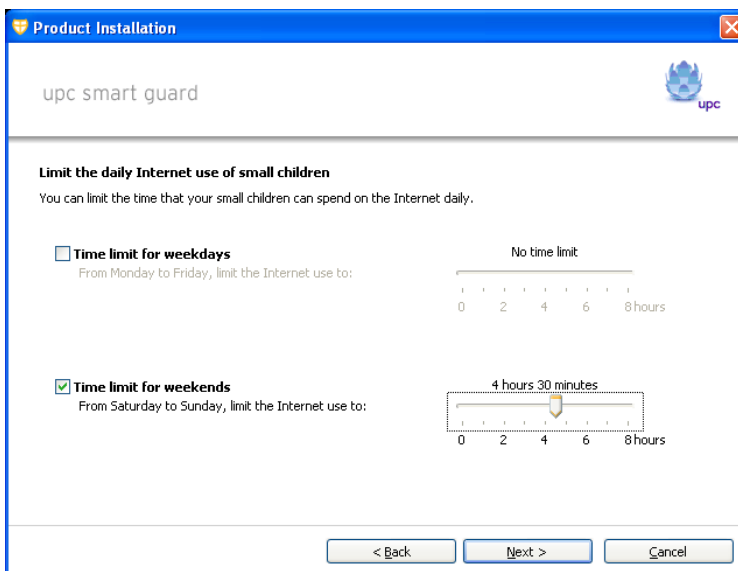 Product Installation
upc smart guard
upc
Limit the daily Internet use of small children
You can limit the time that your small children can spend on the Internet daily.
Time limit for weekdays
No time limit
From Monday to Friday, limit the Internet use to:
0 2 4 6 8 hours
Time limit for weekends
4 hours 30 minutes
From Saturday to Sunday, limit the Internet use to:
0 2 4 6 8 hours
< Back
Next >
Cancel